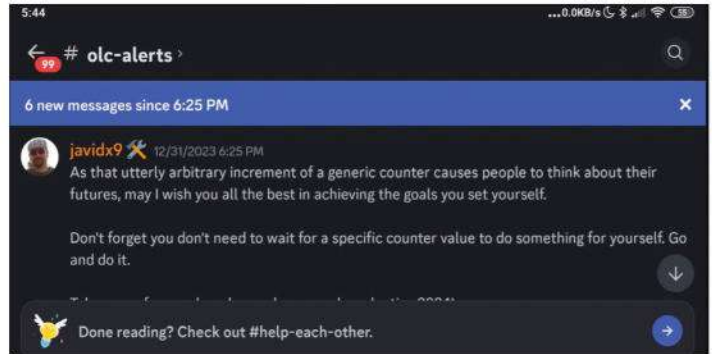 5:44
...0.0KB/s 55
99 # olc-alerts ›
6 new messages since 6:25 PM ×
javidx9 12/31/2023 6:25 PM
As that utterly arbitrary increment of a generic counter causes people to think about their
futures, may I wish you all the best in achieving the goals you set yourself.
Don't forget you don't need to wait for a specific counter value to do something for yourself. Go
and do it.
Done reading? Check out #help-each-other.